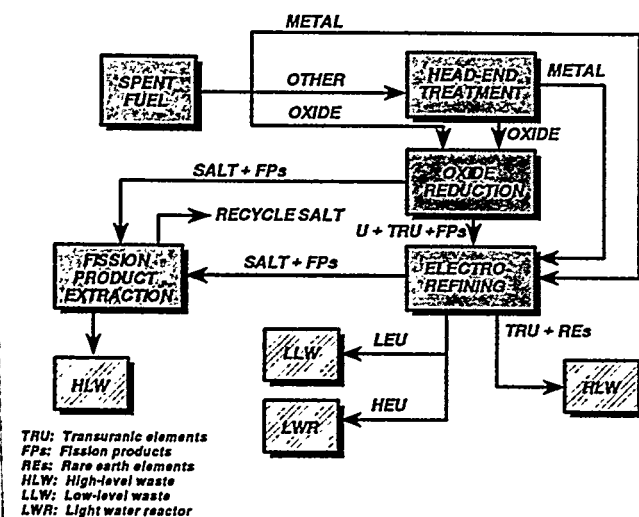 METAL
SPENT
FUEL
OTHER
OXIDE
HEAD-END
TREATMENT
METAL
OXIDE
OXIDE
REDUCTION
SALT + FPs
RECYCLE SALT
U + TRU +FPs
FISSION
PRODUCT
EXTRACTION
SALT + FPs
ELECTRO-
REFINING
LEU
LLW
TRU + REs
HLW
HLW
HEU
LWR
TRU: Transuranic elements
FPs: Fission products
REs: Rare earth elements
HLW: High-level waste
LLW: Low-level waste
LWR: Light water reactor